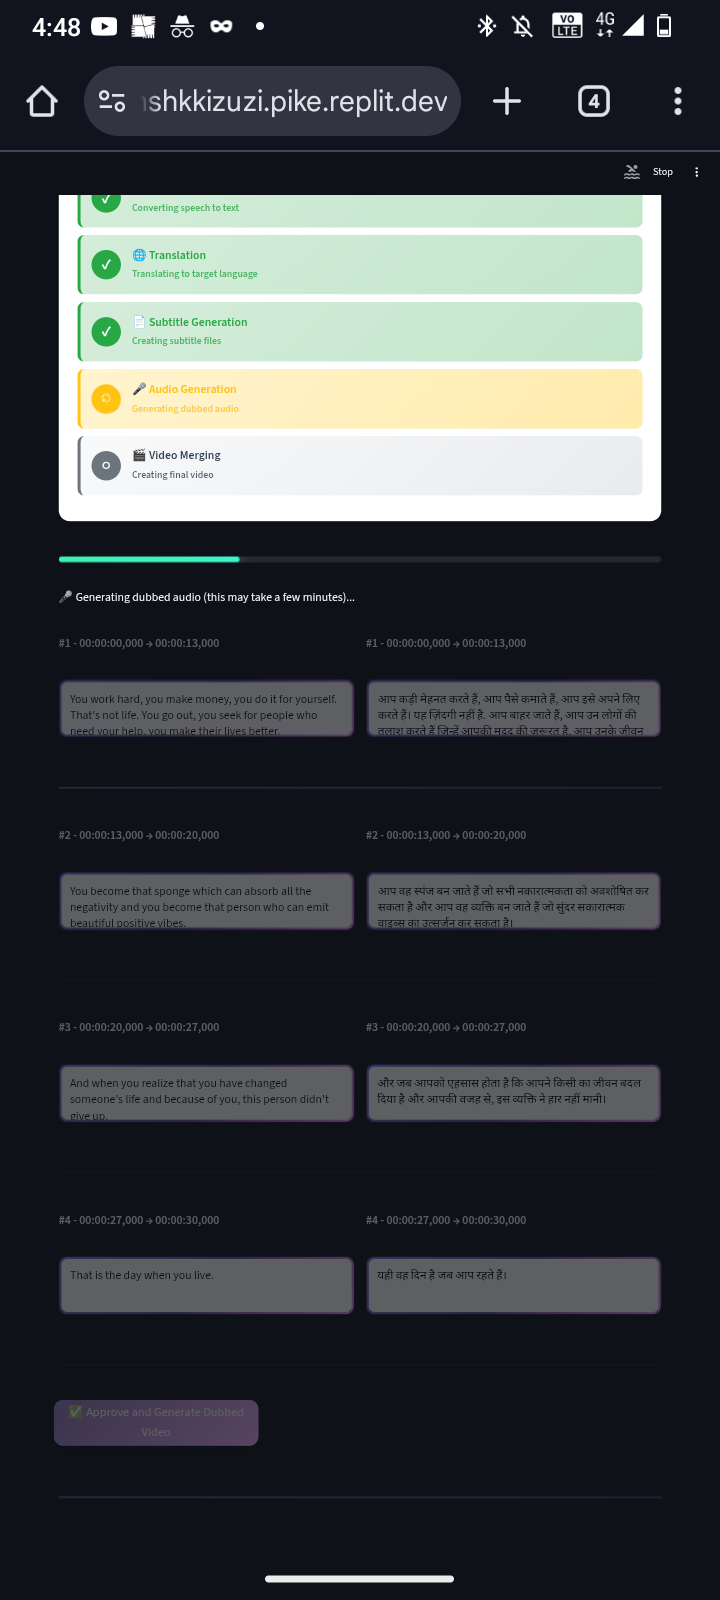 4:48
VO LTE
4G
shkkizuzi.pike.replit.dev
4
Stop
Converting speech to text
🌐 Translation
Translating to target language
📄 Subtitle Generation
Creating subtitle files
🎤 Audio Generation
Generating dubbed audio
🎬 Video Merging
Creating final video
🎤 Generating dubbed audio (this may take a few minutes)...
#1 - 00:00:00,000 → 00:00:13,000
You work hard, you make money, you do it for yourself.
That's not life. You go out, you seek for people who
need your help, you make their lives better.
#1 - 00:00:00,000 → 00:00:13,000
आप कड़ी मेहनत करते हैं, आप पैसे कमाते हैं, आप इसे अपने लिए
करते हैं। यह ज़िंदगी नहीं है. आप बाहर जाते हैं, आप उन लोगों की
तलाश करते हैं जिन्हें आपकी मदद की ज़रूरत है, आप उनके जीवन
#2 - 00:00:13,000 → 00:00:20,000
You become that sponge which can absorb all the
negativity and you become that person who can emit
beautiful positive vibes.
#2 - 00:00:13,000 → 00:00:20,000
आप वह स्पंज बन जाते हैं जो सभी नकारात्मकता को अवशोषित कर
सकता है और आप वह व्यक्ति बन जाते हैं जो सुंदर सकारात्मक
वाइब्स का उत्सर्जन कर सकता है।
#3 - 00:00:20,000 → 00:00:27,000
And when you realize that you have changed
someone's life and because of you, this person didn't
give up.
#3 - 00:00:20,000 → 00:00:27,000
और जब आपको एहसास होता है कि आपने किसी का जीवन बदल
दिया है और आपकी वजह से, इस व्यक्ति ने हार नहीं मानी।
#4 - 00:00:27,000 → 00:00:30,000
That is the day when you live.
#4 - 00:00:27,000 → 00:00:30,000
यही वह दिन है जब आप रहते हैं।
✅ Approve and Generate Dubbed
Video